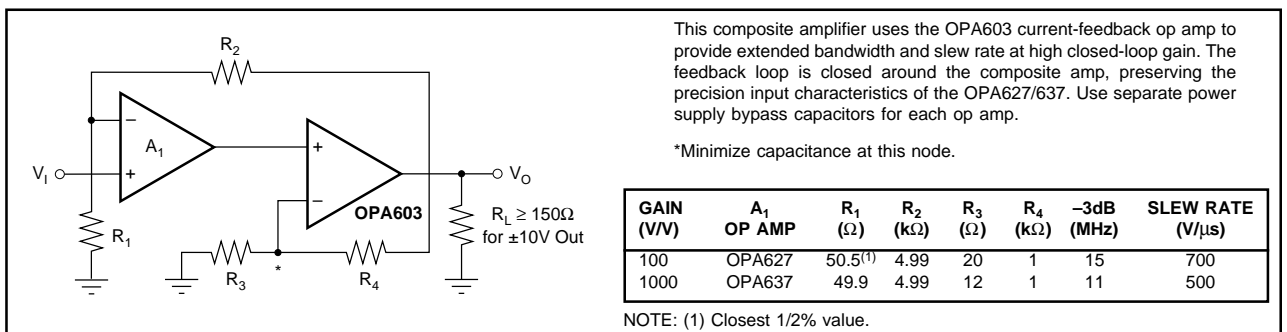 R2
A1
VI
R1
R3
*
R4
OPA603
VO
RL ≥ 150Ω
for ±10V Out
−
+
+
−
This composite amplifier uses the OPA603 current-feedback op amp to
provide extended bandwidth and slew rate at high closed-loop gain. The
feedback loop is closed around the composite amp, preserving the
precision input characteristics of the OPA627/637. Use separate power
supply bypass capacitors for each op amp.
*Minimize capacitance at this node.
GAIN (V/V) A1 OP AMP R1 (Ω) R2 (kΩ) R3 (Ω) R4 (kΩ) –3dB (MHz) SLEW RATE (V/µs)
100 OPA627 50.5(1) 4.99 20 1 15 700
1000 OPA637 49.9 4.99 12 1 11 500
NOTE: (1) Closest 1/2% value.